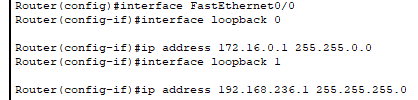 Router(config)#interface FastEthernet0/0
Router(config-if)#interface loopback 0
Router(config-if)#ip address 172.16.0.1 255.255.0.0
Router(config-if)#interface loopback 1
Router(config-if)#ip address 192.168.236.1 255.255.255.0